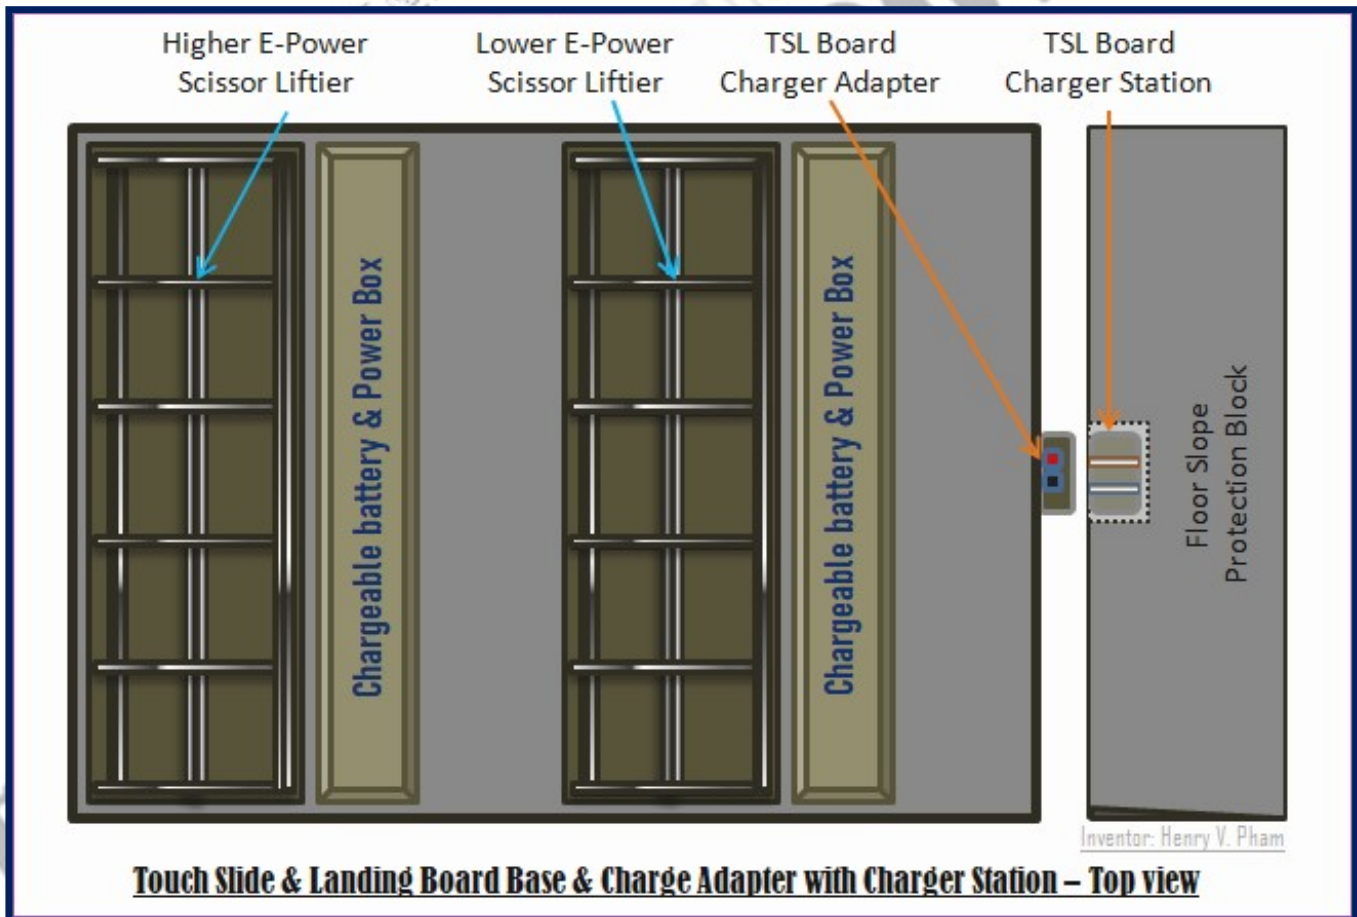 Higher E-Power
Scissor Liftier
Lower E-Power
Scissor Liftier
TSL Board
Charger Adapter
TSL Board
Charger Station
Chargeable battery & Power Box
Chargeable battery & Power Box
Floor Slope
Protection Block
Inventor: Henry V. Pham
Touch Slide & Landing Board Base & Charge Adapter with Charger Station – Top view